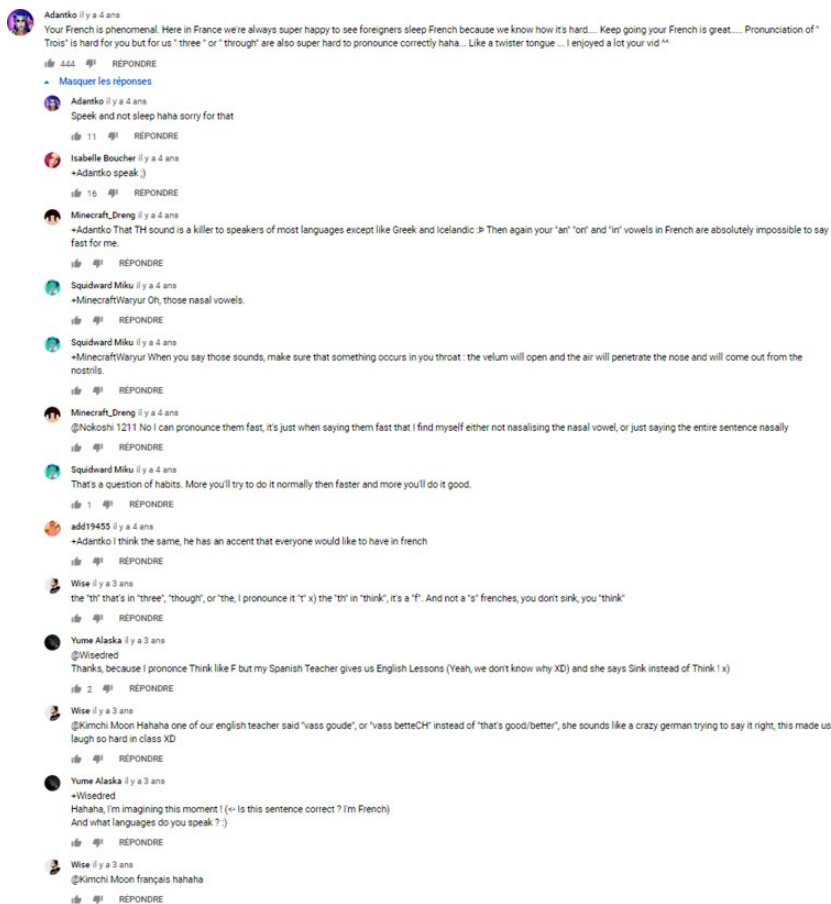 Adantko il y a 4 ans
Your French is phenomenal. Here in France we're always super happy to see foreigners sleep French because we know how it's hard.... Keep going your French is great..... Pronunciation of "
Trois" is hard for you but for us " three " or " through" are also super hard to pronounce correctly haha... Like a twister tongue ... I enjoyed a lot your vid ^^
444 RÉPONDRE
Masquer les réponses
Adantko il y a 4 ans
Speek and not sleep haha sorry for that
11 RÉPONDRE
Isabelle Boucher il y a 4 ans
+Adantko speak ;)
16 RÉPONDRE
Minecraft_Dreng il y a 4 ans
+Adantko That TH sound is a killer to speakers of most languages except like Greek and Icelandic :Þ Then again your "an" "on" and "in" vowels in French are absolutely impossible to say
fast for me.
RÉPONDRE
Squidward Miku il y a 4 ans
+MinecraftWaryur Oh, those nasal vowels.
RÉPONDRE
Squidward Miku il y a 4 ans
+MinecraftWaryur When you say those sounds, make sure that something occurs in you throat : the velum will open and the air will penetrate the nose and will come out from the
nostrils.
RÉPONDRE
Minecraft_Dreng il y a 4 ans
@Nokoshi 1211 No I can pronounce them fast, it's just when saying them fast that I find myself either not nasalising the nasal vowel, or just saying the entire sentence nasally
RÉPONDRE
Squidward Miku il y a 4 ans
That's a question of habits. More you'll try to do it normally then faster and more you'll do it good.
1 RÉPONDRE
add19455 il y a 4 ans
+Adantko I think the same, he has an accent that everyone would like to have in french
RÉPONDRE
Wise il y a 3 ans
the "th" that's in "three", "though", or "the, I pronounce it "t" x) the "th" in "think", it's a "f". And not a "s" frenches, you don't sink, you "think"
RÉPONDRE
Yume Alaska il y a 3 ans
@Wisedred
Thanks, because I prononce Think like F but my Spanish Teacher gives us English Lessons (Yeah, we don't know why XD) and she says Sink instead of Think ! x)
2 RÉPONDRE
Wise il y a 3 ans
@Kimchi Moon Hahaha one of our english teacher said "vass goude", or "vass betteCH" instead of "that's good/better", she sounds like a crazy german trying to say it right, this made us
laugh so hard in class XD
RÉPONDRE
Yume Alaska il y a 3 ans
+Wisedred
Hahaha, I'm imagining this moment ! (<- Is this sentence correct ? I'm French)
And what languages do you speak ? :)
RÉPONDRE
Wise il y a 3 ans
@Kimchi Moon français hahaha
RÉPONDRE